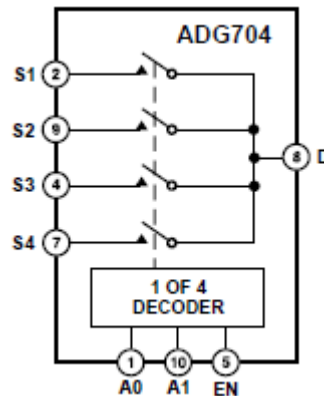 ADG704
S1 2
S2 9
8 D
S3 4
S4 7
1 OF 4
DECODER
1 10 5
A0 A1 EN